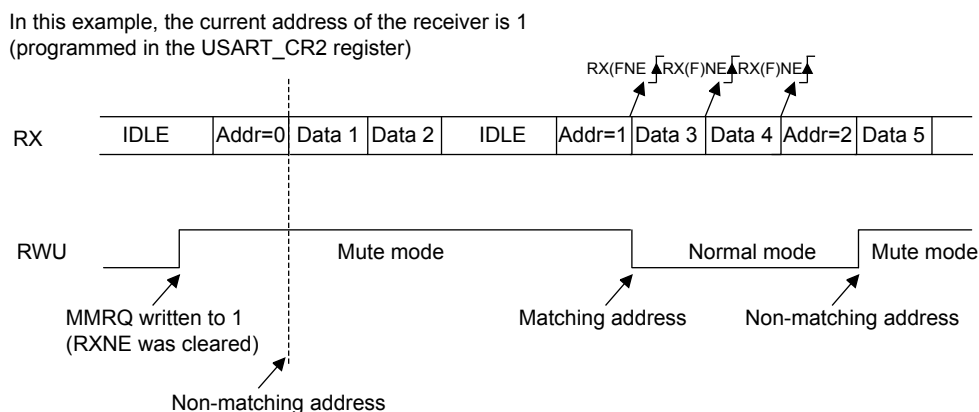 In this example, the current address of the receiver is 1
(programmed in the USART_CR2 register)
RX(FNE RX(F)NE RX(F)NE
RX IDLE Addr=0 Data 1 Data 2 IDLE Addr=1 Data 3 Data 4 Addr=2 Data 5
RWU Mute mode Normal mode Mute mode
MMRQ written to 1
(RXNE was cleared)
Matching address Non-matching address
Non-matching address